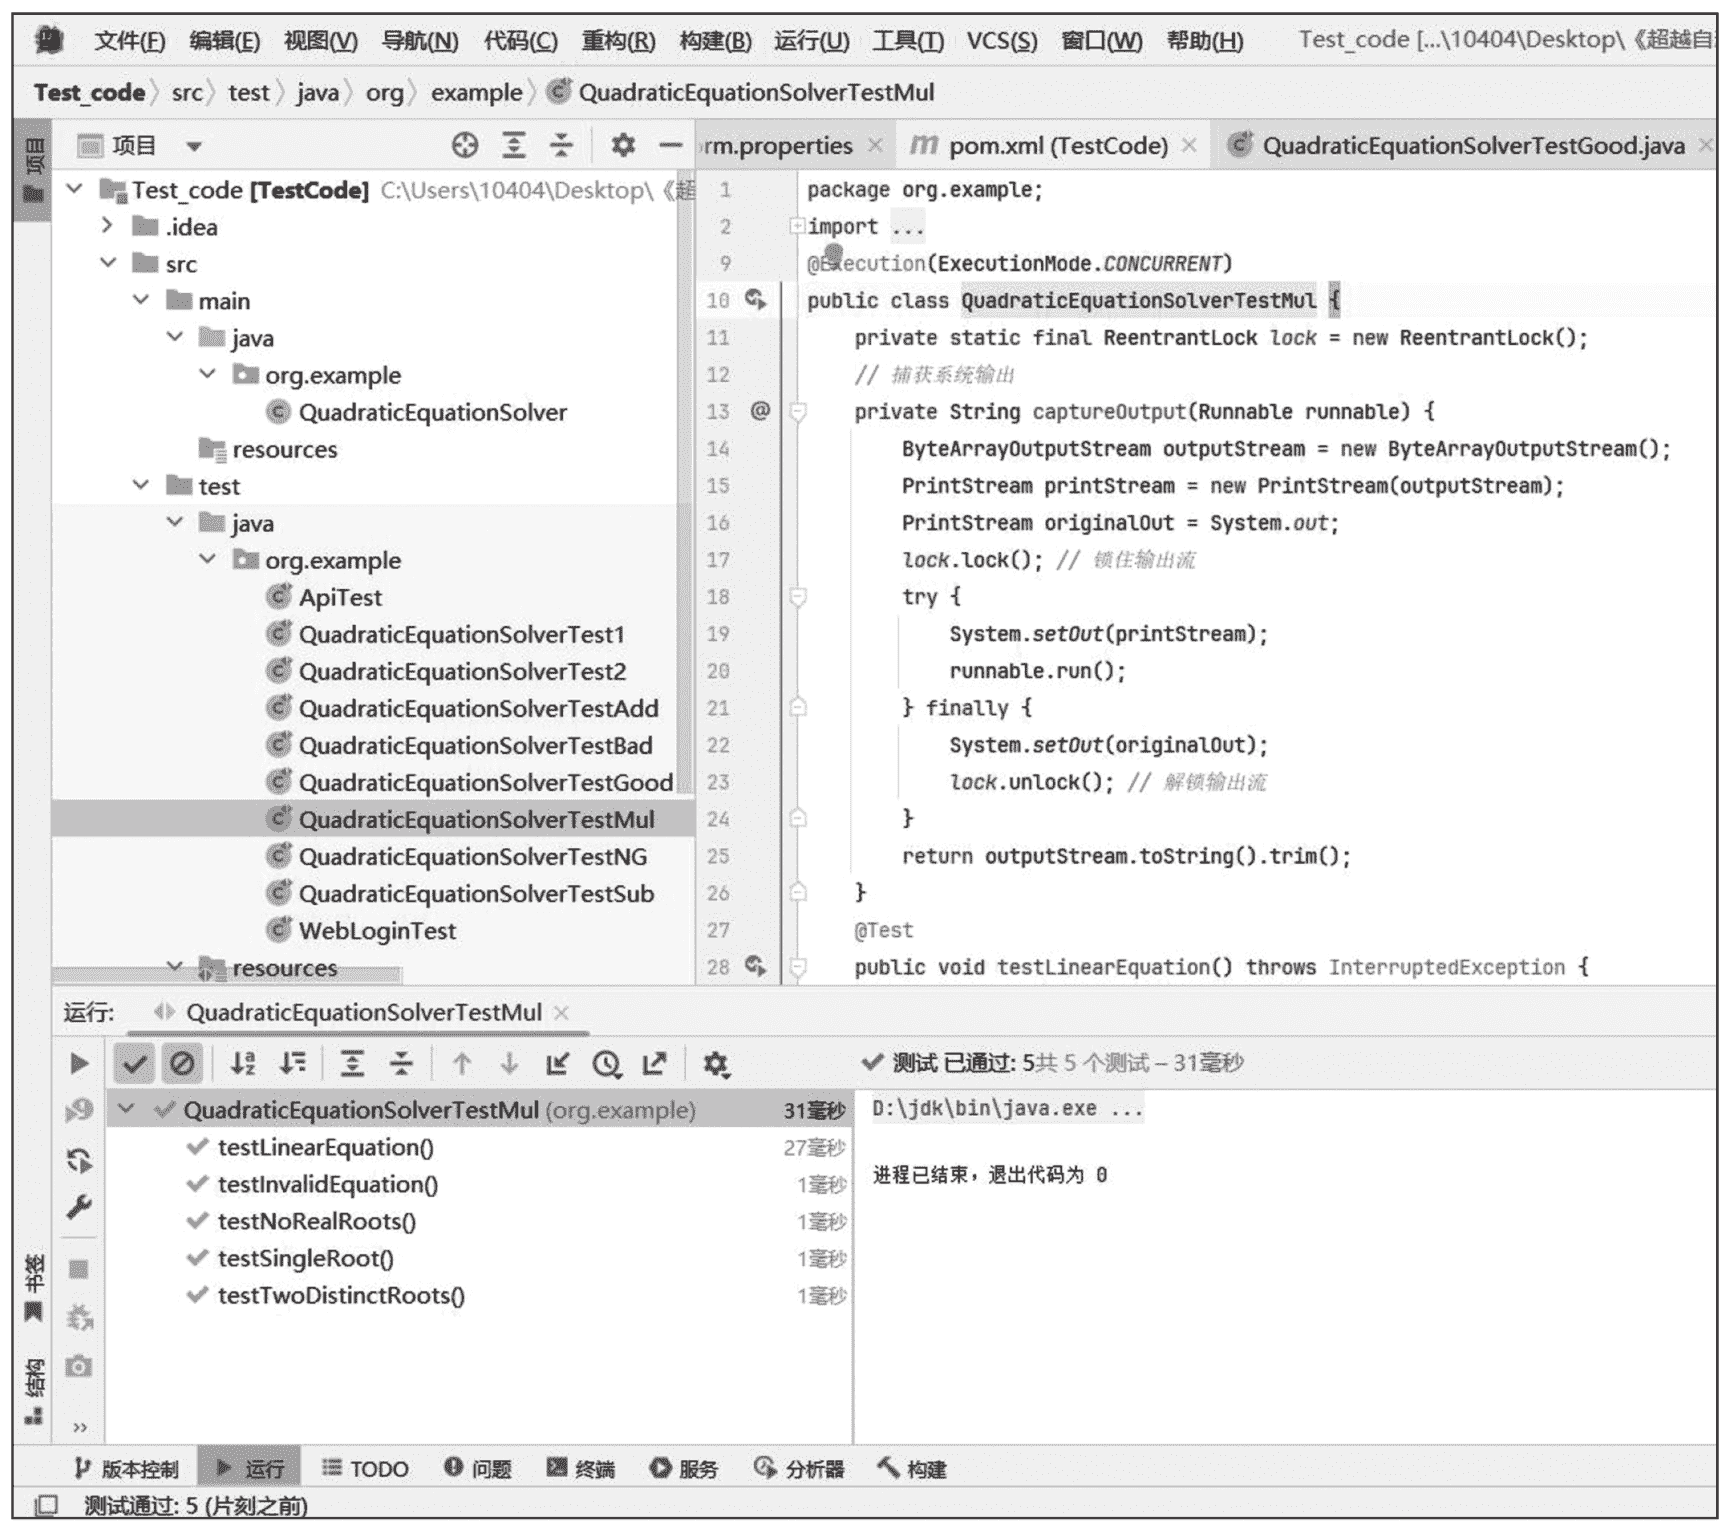 文件(F) 编辑(E) 视图(V) 导航(N) 代码(C) 重构(R) 构建(B) 运行(U) 工具(T) VCS(S) 窗口(W) 帮助(H) Test_code [...\10404\Desktop\《超越自
Test_code 〉 src 〉 test 〉 java 〉 org 〉 example 〉 QuadraticEquationSolverTestMul
项目
项目
Test_code [TestCode] C:\Users\10404\Desktop\《超
.idea
src
main
java
org.example
QuadraticEquationSolver
resources
test
java
org.example
ApiTest
QuadraticEquationSolverTest1
QuadraticEquationSolverTest2
QuadraticEquationSolverTestAdd
QuadraticEquationSolverTestBad
QuadraticEquationSolverTestGood
QuadraticEquationSolverTestMul
QuadraticEquationSolverTestNG
QuadraticEquationSolverTestSub
WebLoginTest
resources
rm.properties × m pom.xml (TestCode) × QuadraticEquationSolverTestGood.java ×
1 package org.example;
2 import ...
9 @Execution(ExecutionMode.CONCURRENT)
10 public class QuadraticEquationSolverTestMul {
11 private static final ReentrantLock lock = new ReentrantLock();
12 // 捕获系统输出
13 @ private String captureOutput(Runnable runnable) {
14 ByteArrayOutputStream outputStream = new ByteArrayOutputStream();
15 PrintStream printStream = new PrintStream(outputStream);
16 PrintStream originalOut = System.out;
17 lock.lock(); // 锁住输出流
18 try {
19 System.setOut(printStream);
20 runnable.run();
21 } finally {
22 System.setOut(originalOut);
23 lock.unlock(); // 解锁输出流
24 }
25 return outputStream.toString().trim();
26 }
27 @Test
28 public void testLinearEquation() throws InterruptedException {
运行: QuadraticEquationSolverTestMul ×
测试 已通过: 5共 5 个测试 – 31毫秒
QuadraticEquationSolverTestMul (org.example) 31毫秒
testLinearEquation() 27毫秒
testInvalidEquation() 1毫秒
testNoRealRoots() 1毫秒
testSingleRoot() 1毫秒
testTwoDistinctRoots() 1毫秒
D:\jdk\bin\java.exe ...
进程已结束，退出代码为 0
书签
结构
版本控制 运行 TODO 问题 终端 服务 分析器 构建
测试通过: 5 (片刻之前)